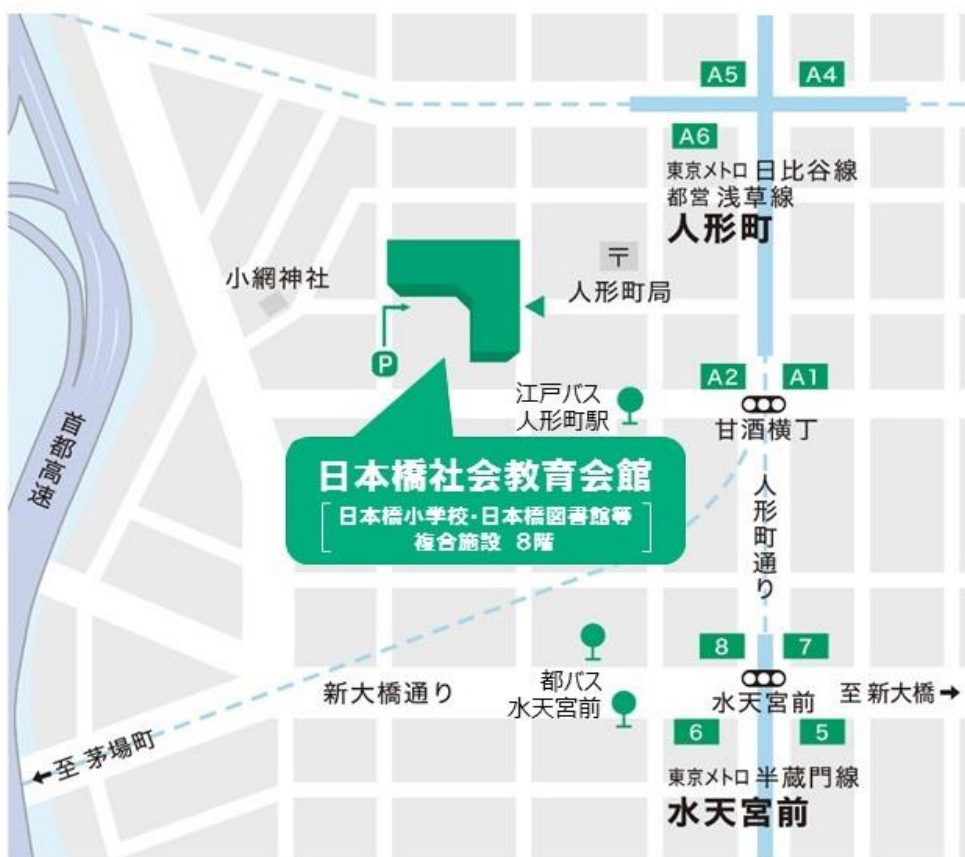 A5
A4
A6
東京メトロ 日比谷線
都営 浅草線
人形町
〒
人形町局
小網神社
P
A2
A1
江戸バス
人形町駅
甘酒横丁
首都高速
日本橋社会教育会館
[日本橋小学校・日本橋図書館等
複合施設 8階]
人形町通り
8
7
都バス
水天宮前
新大橋通り
水天宮前
至 新大橋→
6
5
←至 茅場町
東京メトロ 半蔵門線
水天宮前